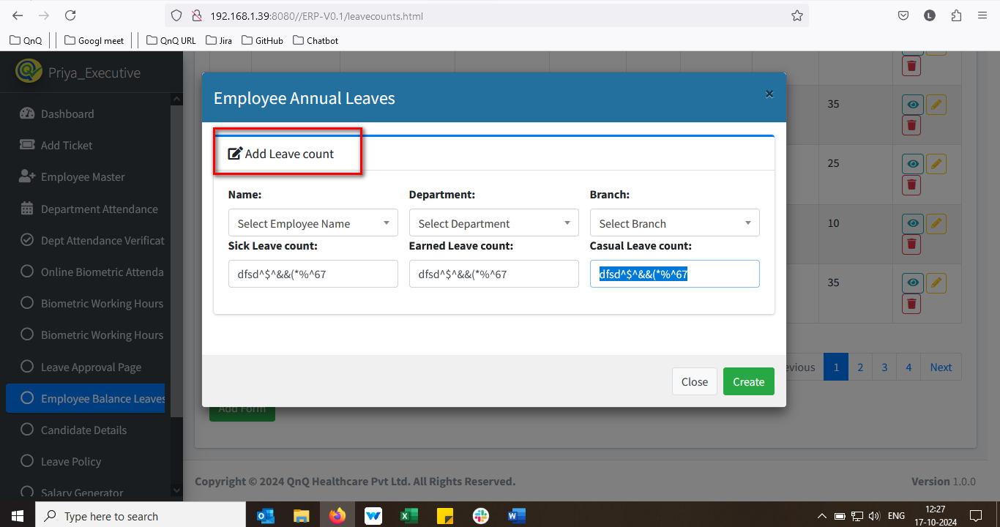 192.168.1.39:8080//ERP-V0.1/leavecounts.html
L
QnQ
Googl meet
QnQ URL
Jira
GitHub
Chatbot
Priya_Executive
Dashboard
Add Ticket
Employee Master
Department Attendance
Dept Attendance Verificat
Online Biometric Attenda
Biometric Working Hours
Biometric Working Hours
Leave Approval Page
Employee Balance Leaves
Candidate Details
Leave Policy
Salary Generator
Employee Annual Leaves
×
Add Leave count
Name:
Department:
Branch:
Select Employee Name
Select Department
Select Branch
Sick Leave count:
Earned Leave count:
Casual Leave count:
dfsd^$^&&(*%^67
dfsd^$^&&(*%^67
dfsd^$^&&(*%^67
Close
Create
35
25
10
35
evious
1
2
3
4
Next
Add Form
Copyright © 2024 QnQ Healthcare Pvt Ltd. All Rights Reserved.
Version 1.0.0
Type here to search
ENG
12:27
17-10-2024